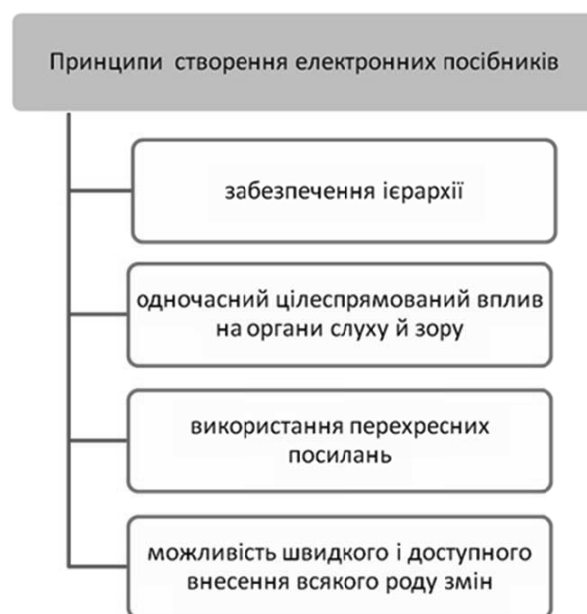 Принципи створення електронних посібників
забезпечення ієрархії
одночасний цілеспрямований вплив
на органи слуху й зору
використання перехресних
посилань
можливість швидкого і доступного
внесення всякого роду змін